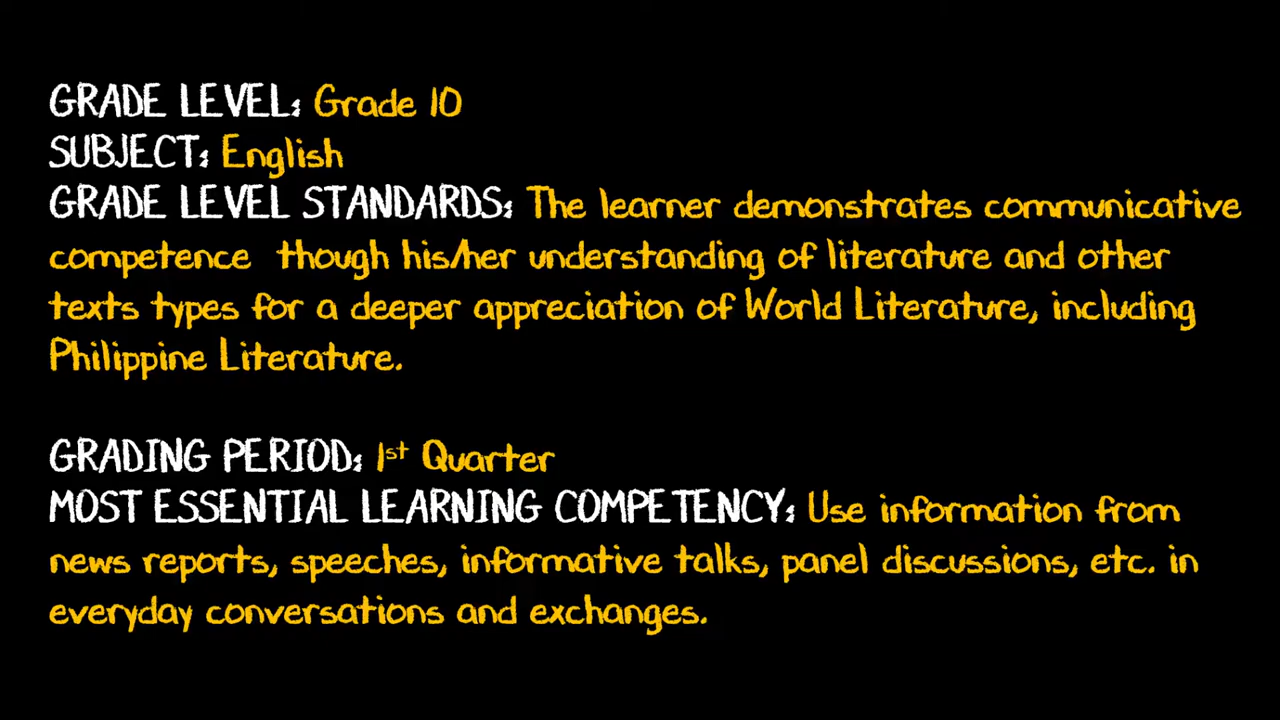 GRADE LEVEL: Grade 10
SUBJECT: English
GRADE LEVEL STANDARDS: The learner demonstrates communicative
competence though his/her understanding of literature and other
texts types for a deeper appreciation of World Literature, including
Philippine Literature.
GRADING PERIOD: 1st Quarter
MOST ESSENTIAL LEARNING COMPETENCY: Use information from
news reports, speeches, informative talks, panel discussions, etc. in
everyday conversations and exchanges.